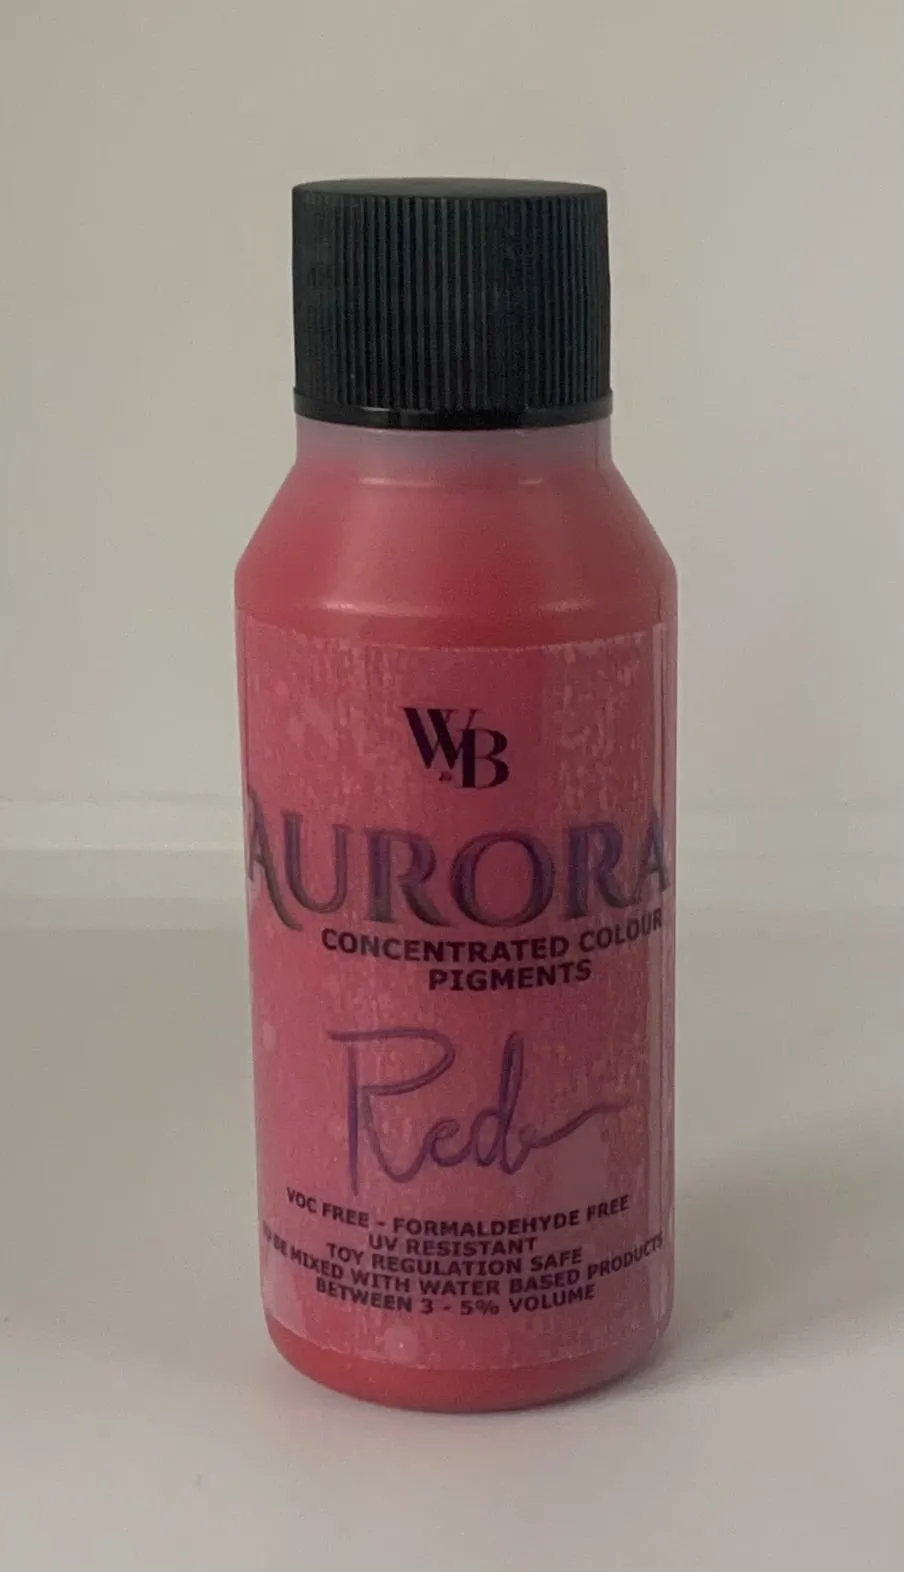 WB
AURORA
CONCENTRATED COLOUR
PIGMENTS
Red
VOC FREE - FORMALDEHYDE FREE
UV RESISTANT
TOY REGULATION SAFE
BE MIXED WITH WATER BASED PRODUCTS
BETWEEN 3 - 5% VOLUME